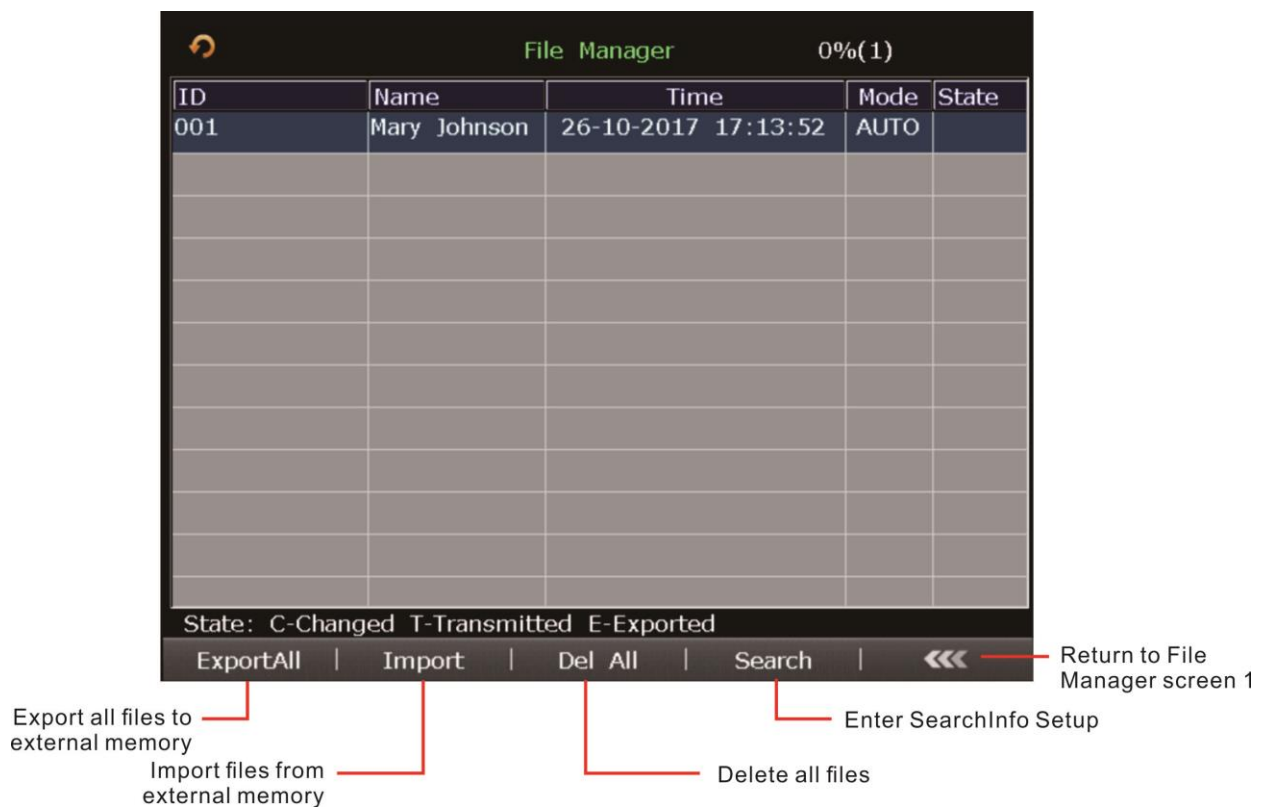 File Manager 0%(1)
ID Name Time Mode State
001 Mary Johnson 26-10-2017 17:13:52 AUTO
State: C-Changed T-Transmitted E-Exported
ExportAll | Import | Del All | Search |
Return to File
Manager screen 1
Export all files to
external memory
Enter SearchInfo Setup
Import files from
external memory
Delete all files